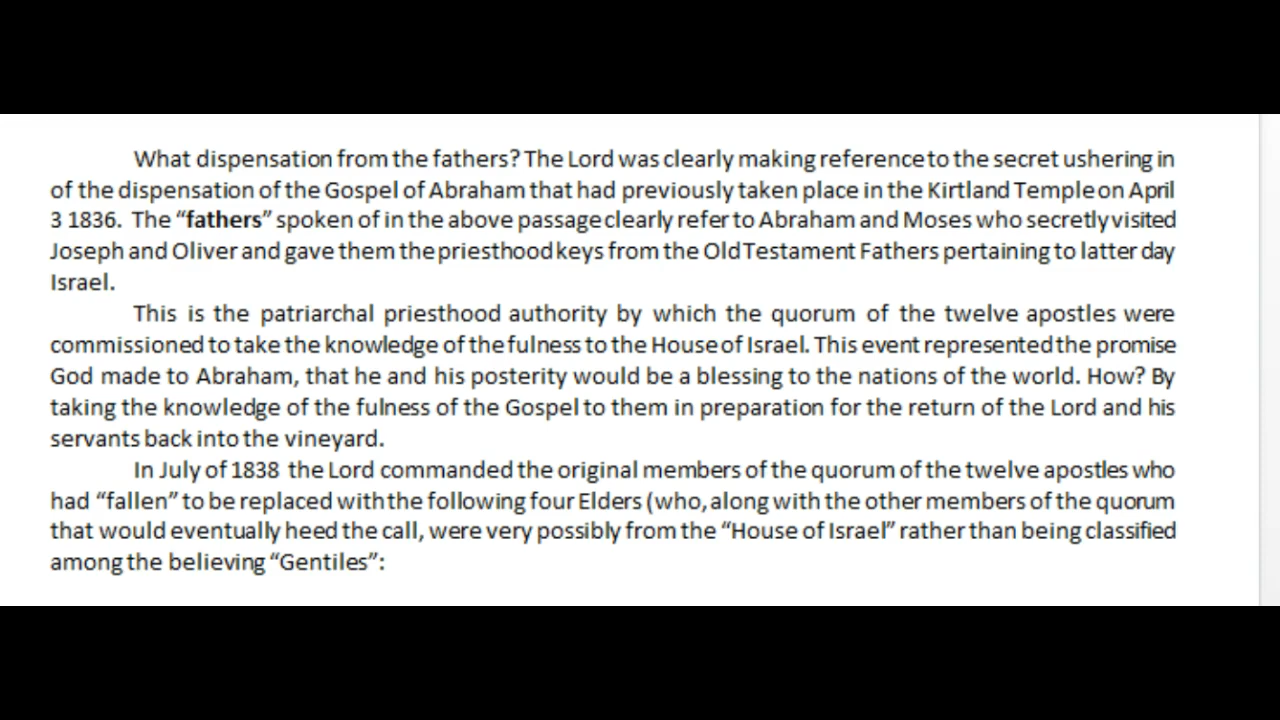 What dispensation from the fathers? The Lord was clearly making reference to the secret ushering in
of the dispensation of the Gospel of Abraham that had previously taken place in the Kirtland Temple on April
3 1836. The “fathers” spoken of in the above passage clearly refer to Abraham and Moses who secretly visited
Joseph and Oliver and gave them the priesthood keys from the Old Testament Fathers pertaining to latter day
Israel.
This is the patriarchal priesthood authority by which the quorum of the twelve apostles were
commissioned to take the knowledge of the fulness to the House of Israel. This event represented the promise
God made to Abraham, that he and his posterity would be a blessing to the nations of the world. How? By
taking the knowledge of the fulness of the Gospel to them in preparation for the return of the Lord and his
servants back into the vineyard.
In July of 1838 the Lord commanded the original members of the quorum of the twelve apostles who
had “fallen” to be replaced with the following four Elders (who, along with the other members of the quorum
that would eventually heed the call, were very possibly from the “House of Israel” rather than being classified
among the believing “Gentiles”: